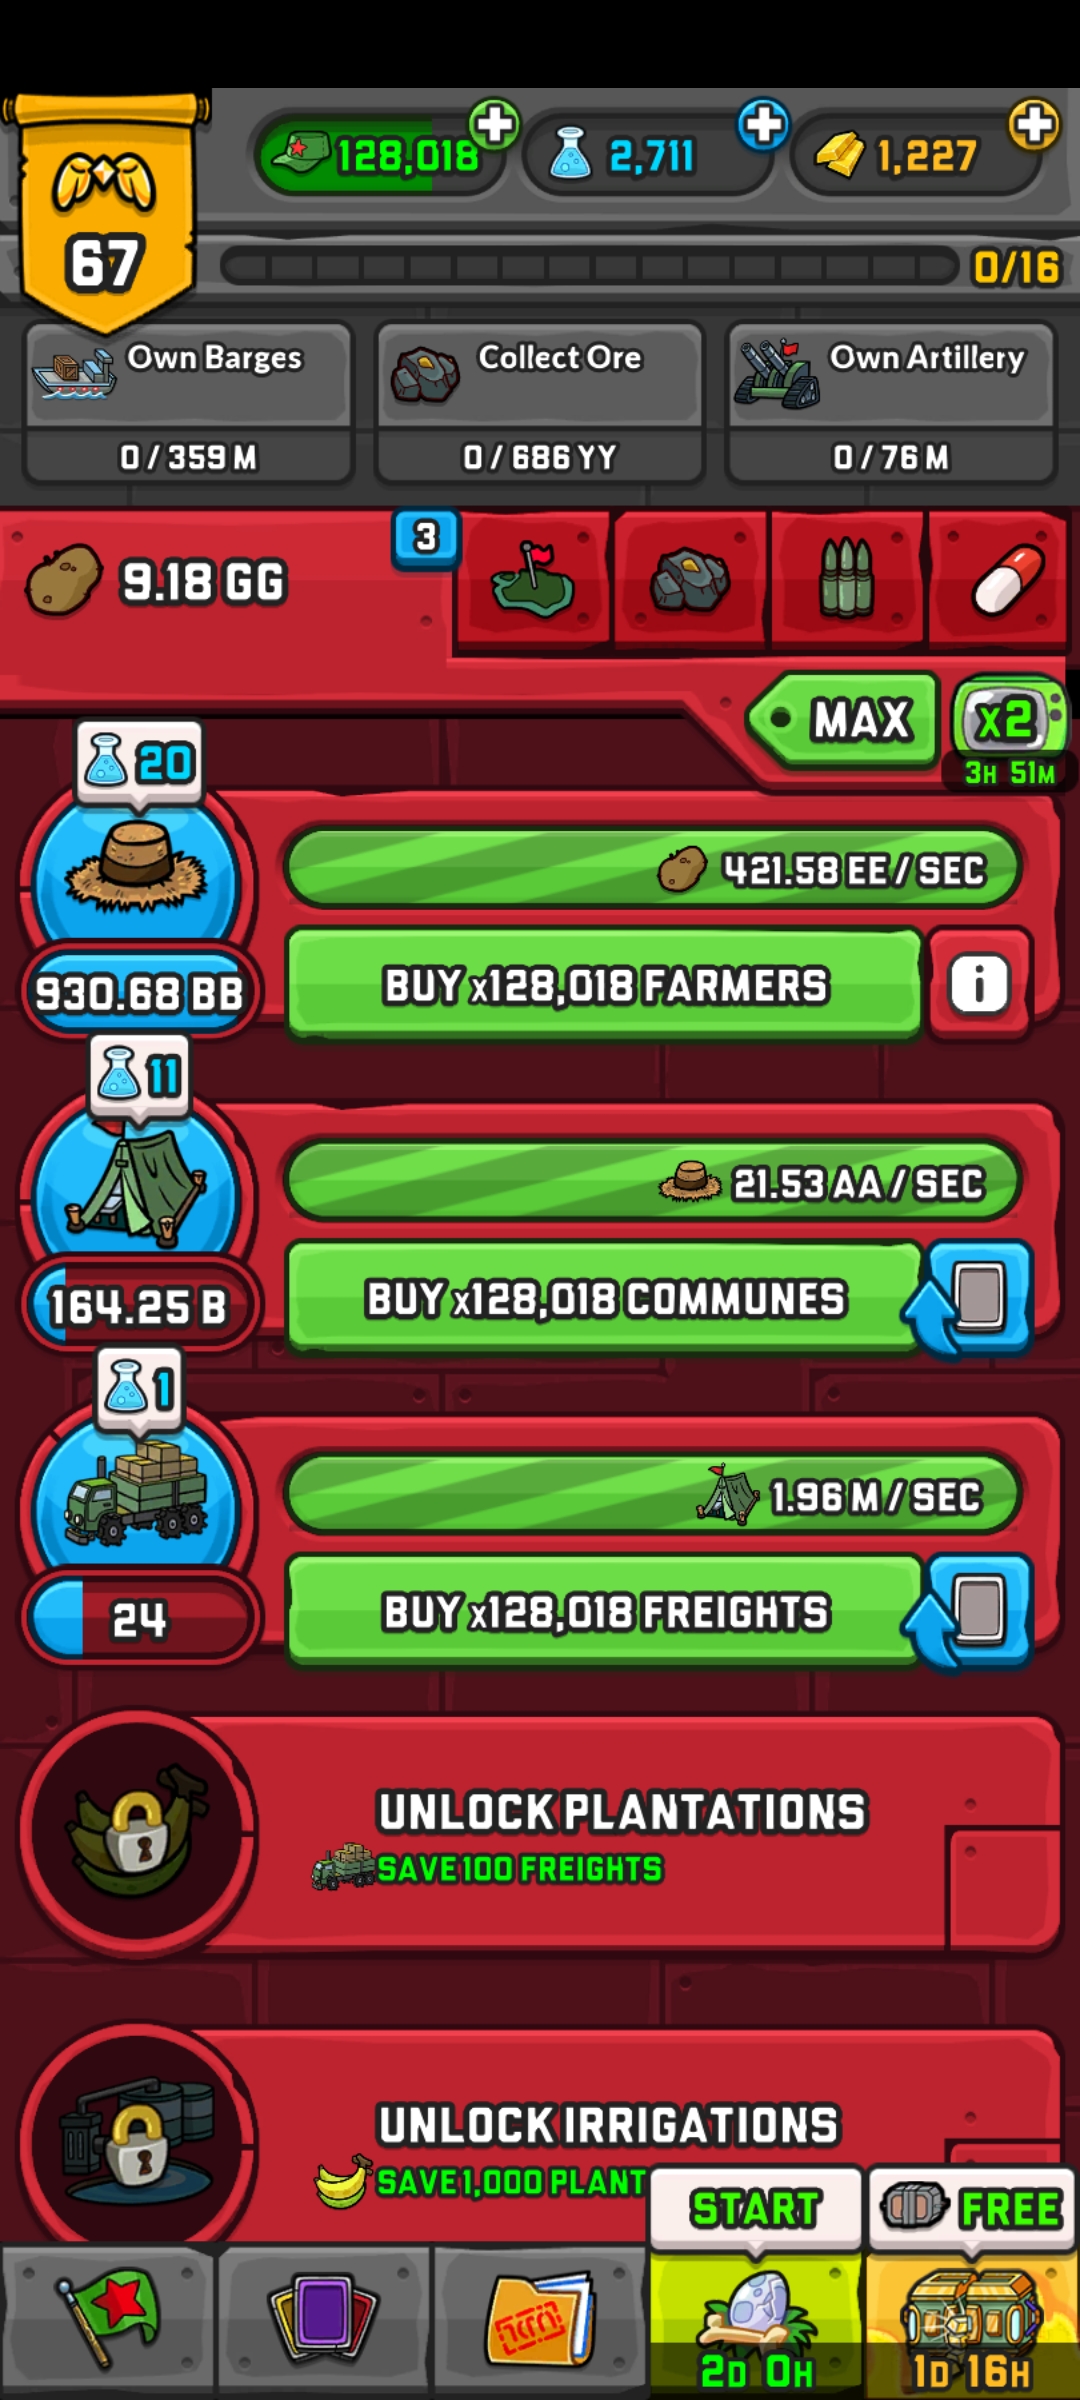 128,018
2,711
1,227
67
0/16
Own Barges
0 / 359 M
Collect Ore
0 / 686 YY
Own Artillery
0 / 76 M
9.18 GG
3
MAX
x2
3H 51M
20
421.58 EE / SEC
930.68 BB
BUY x128,018 FARMERS
i
11
21.53 AA / SEC
164.25 B
BUY x128,018 COMMUNES
1
1.96 M / SEC
24
BUY x128,018 FREIGHTS
UNLOCK PLANTATIONS
SAVE 100 FREIGHTS
UNLOCK IRRIGATIONS
SAVE 1,000 PLANT
START
FREE
2D 0H
1D 16H